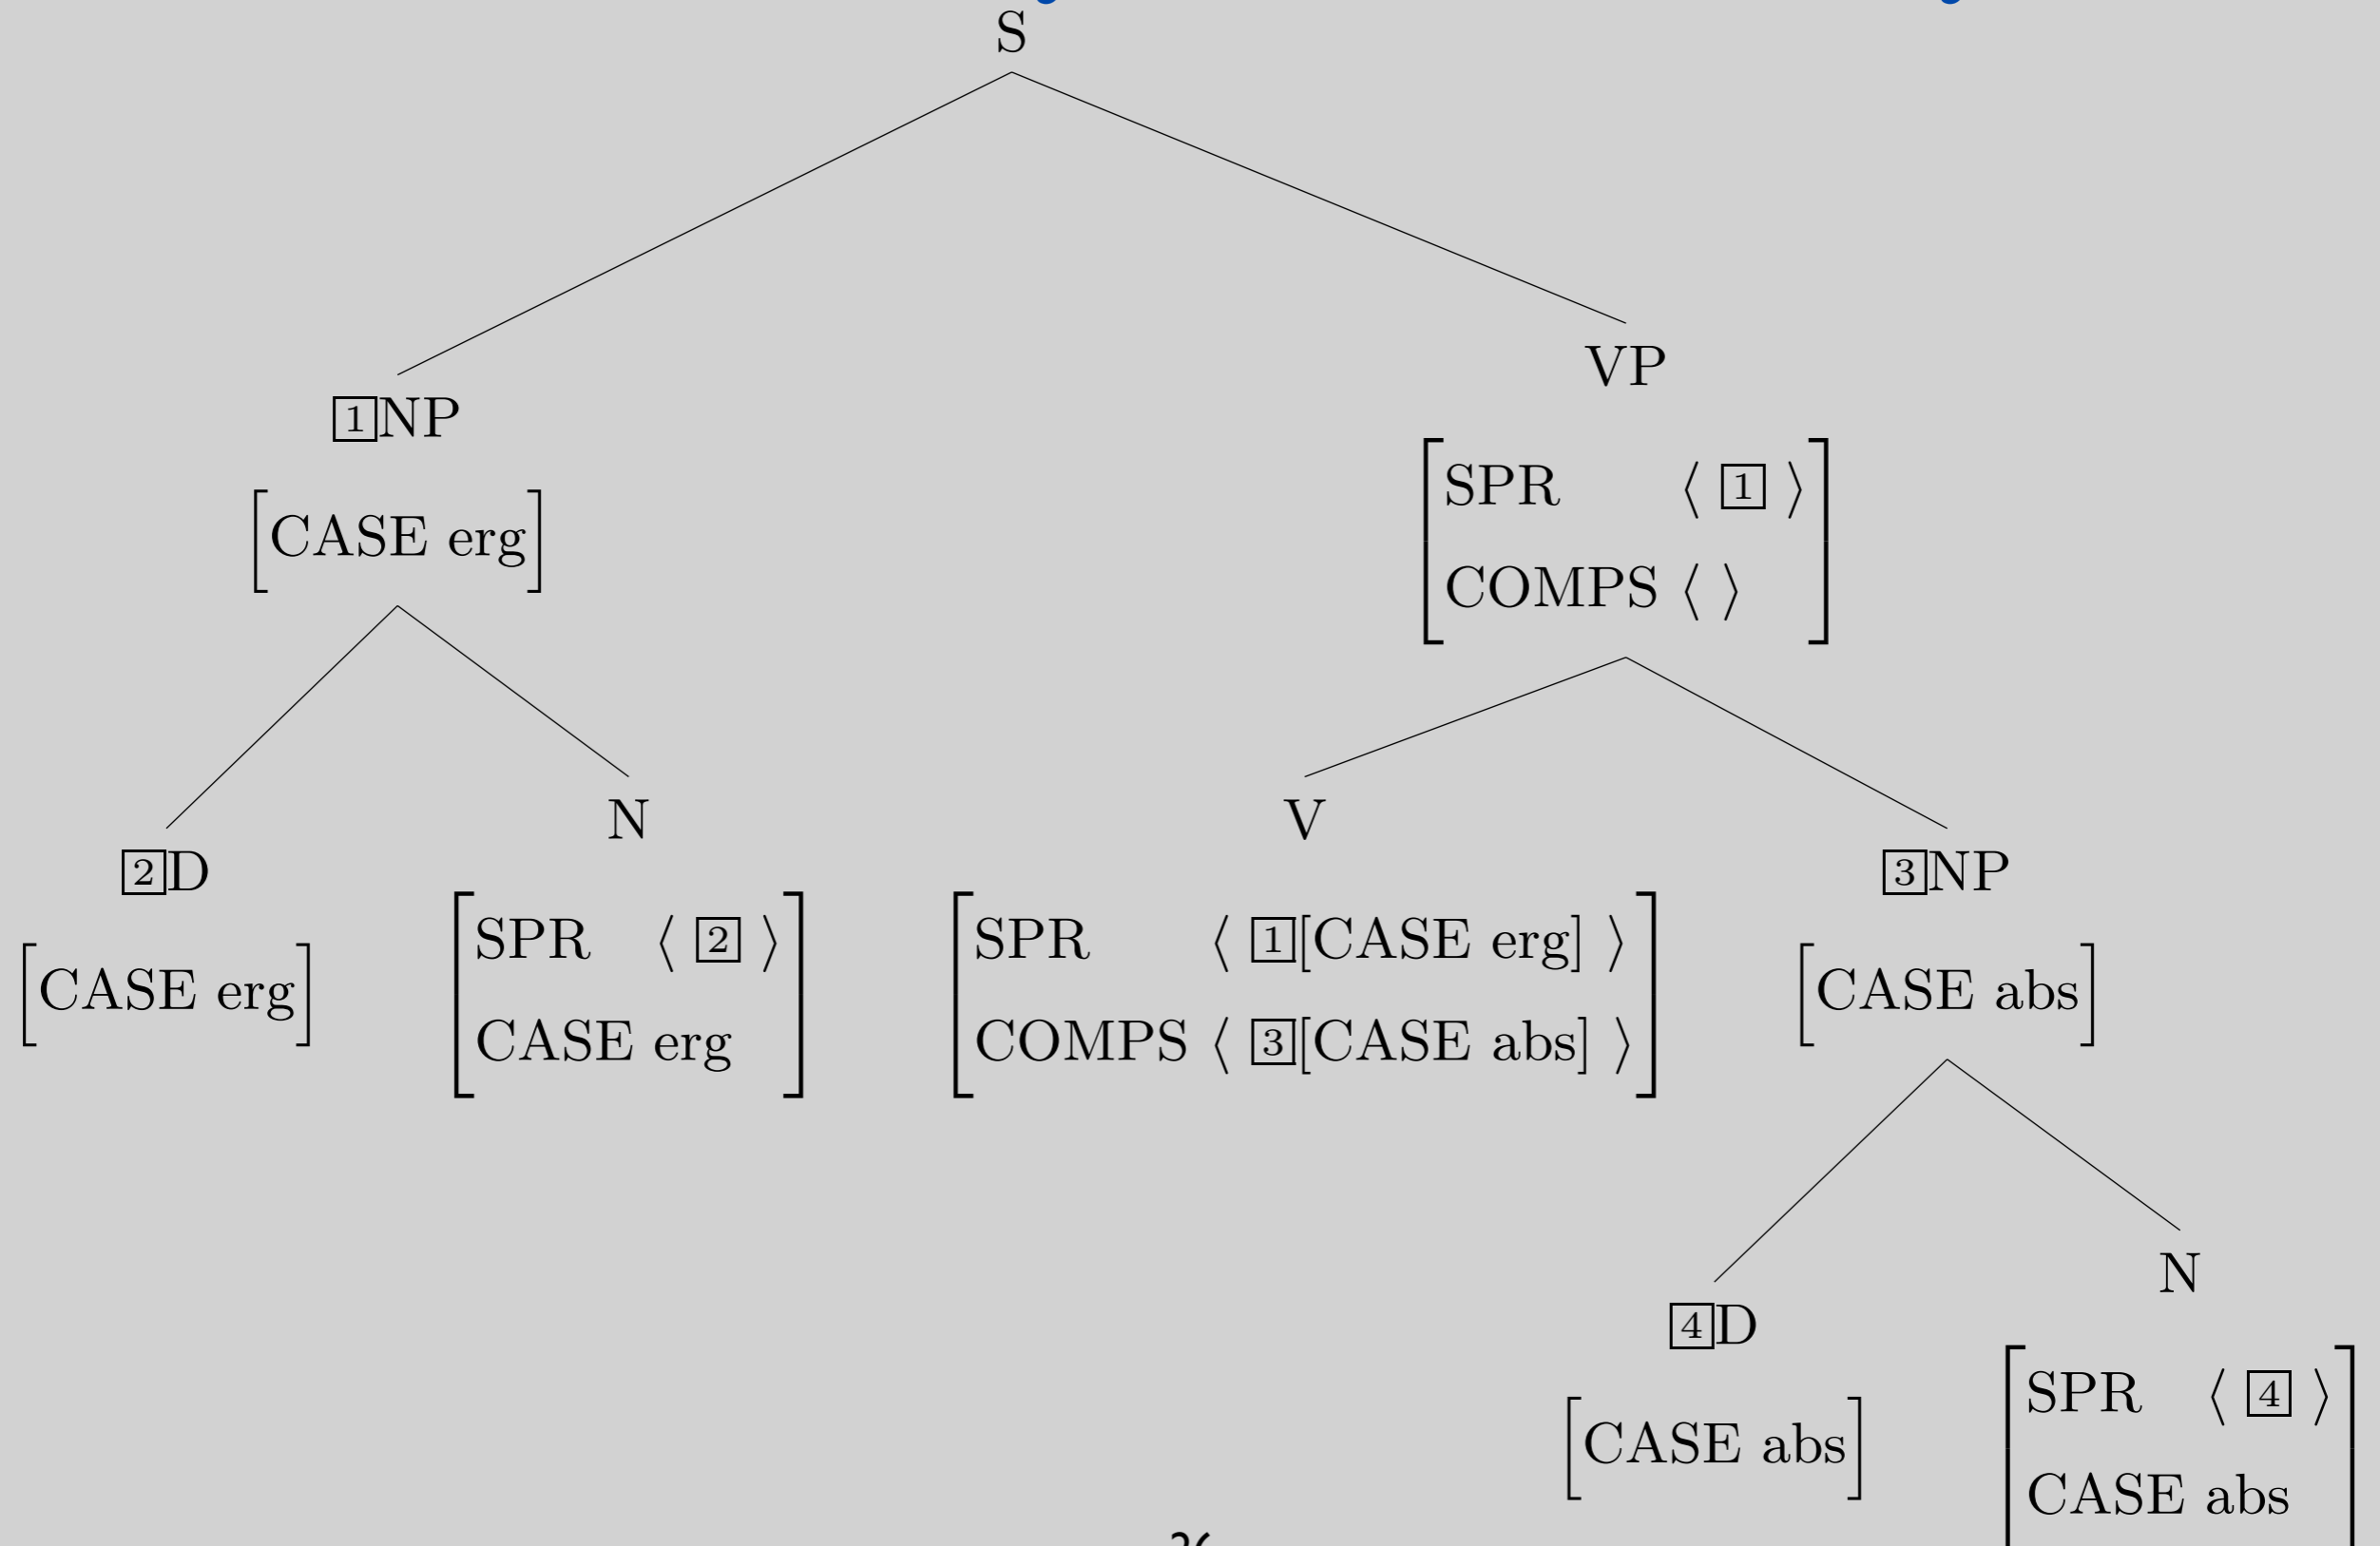 S
1NP
[CASE erg]
VP
[SPR ⟨ 1 ⟩
COMPS ⟨ ⟩]
2D
[CASE erg]
N
[SPR ⟨ 2 ⟩
CASE erg]
V
[SPR ⟨ 1[CASE erg] ⟩
COMPS ⟨ 3[CASE abs] ⟩]
3NP
[CASE abs]
4D
[CASE abs]
N
[SPR ⟨ 4 ⟩
CASE abs]